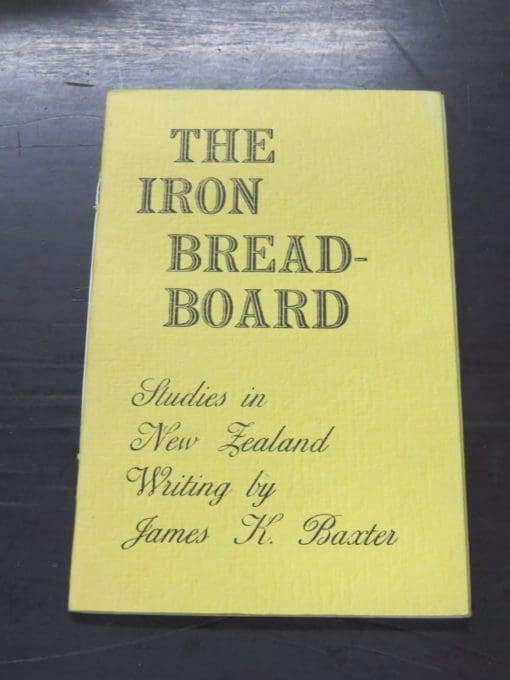 THE
IRON
BREAD-
BOARD
Studies in
New Zealand
Writing by
James K. Baxter